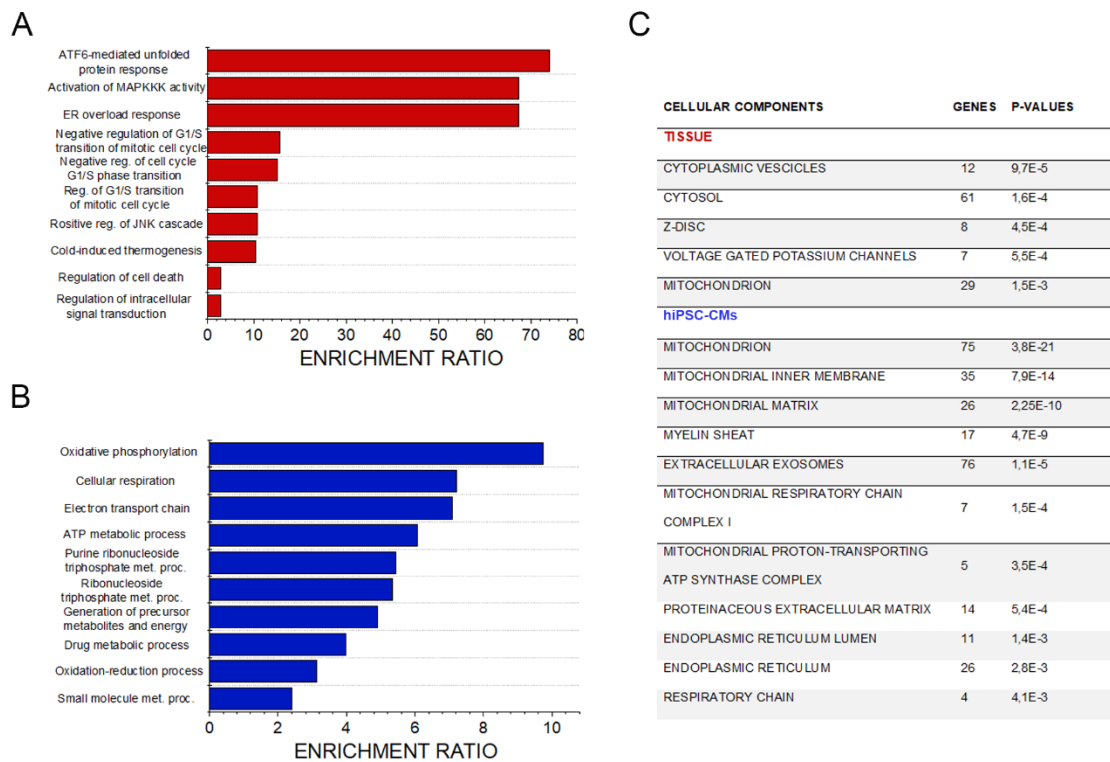 A
ATF6-mediated unfolded
protein response
Activation of MAPKKK activity
ER overload response
Negative regulation of G1/S
transition of mitotic cell cycle
Negative reg. of cell cycle
G1/S phase transition
Reg. of G1/S transition
of mitotic cell cycle
Rositive reg. of JNK cascade
Cold-induced thermogenesis
Regulation of cell death
Regulation of intracellular
signal transduction
0 10 20 30 40 50 60 70 80
ENRICHMENT RATIO
B
Oxidative phosphorylation
Cellular respiration
Electron transport chain
ATP metabolic process
Purine ribonucleoside
triphosphate met. proc.
Ribonucleoside
triphosphate met. proc.
Generation of precursor
metabolites and energy
Drug metabolic process
Oxidation-reduction process
Small molecule met. proc.
0 2 4 6 8 10
ENRICHMENT RATIO
C
CELLULAR COMPONENTS GENES P-VALUES
TISSUE
CYTOPLASMIC VESCICLES 12 9,7E-5
CYTOSOL 61 1,6E-4
Z-DISC 8 4,5E-4
VOLTAGE GATED POTASSIUM CHANNELS 7 5,5E-4
MITOCHONDRION 29 1,5E-3
hiPSC-CMs
MITOCHONDRION 75 3,8E-21
MITOCHONDRIAL INNER MEMBRANE 35 7,9E-14
MITOCHONDRIAL MATRIX 26 2,25E-10
MYELIN SHEAT 17 4,7E-9
EXTRACELLULAR EXOSOMES 76 1,1E-5
MITOCHONDRIAL RESPIRATORY CHAIN
COMPLEX I 7 1,5E-4
MITOCHONDRIAL PROTON-TRANSPORTING
ATP SYNTHASE COMPLEX 5 3,5E-4
PROTEINACEOUS EXTRACELLULAR MATRIX 14 5,4E-4
ENDOPLASMIC RETICULUM LUMEN 11 1,4E-3
ENDOPLASMIC RETICULUM 26 2,8E-3
RESPIRATORY CHAIN 4 4,1E-3